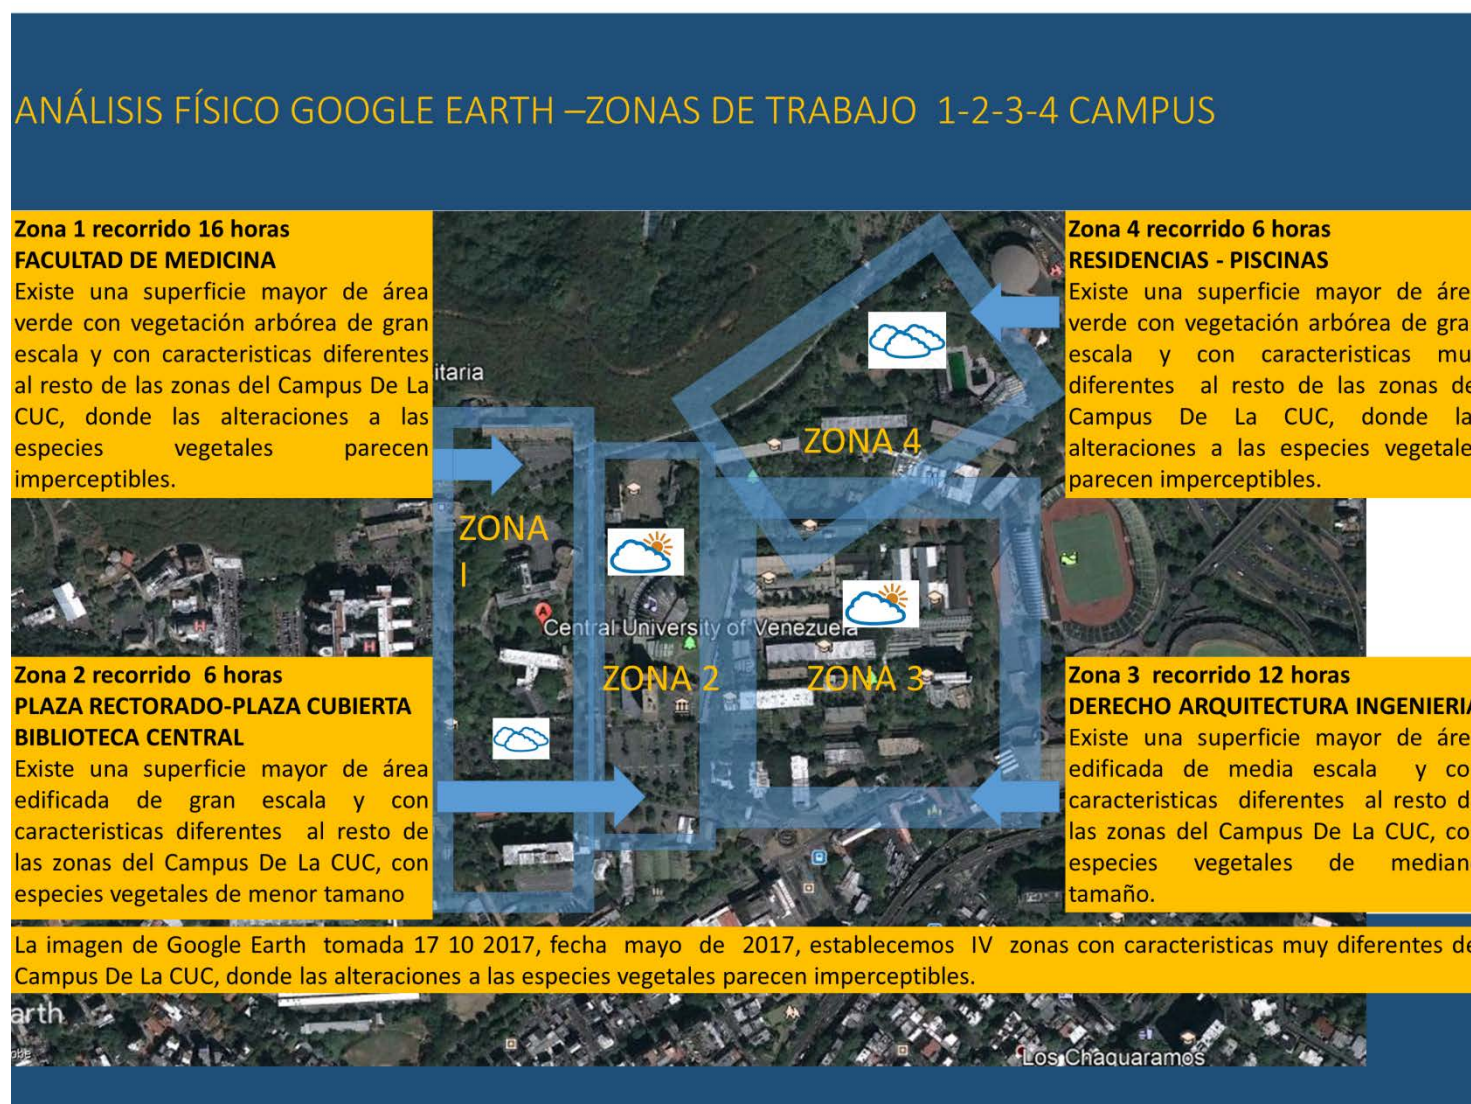 ANÁLISIS FÍSICO GOOGLE EARTH –ZONAS DE TRABAJO 1-2-3-4 CAMPUS
Zona 1 recorrido 16 horas
FACULTAD DE MEDICINA
Existe una superficie mayor de área
verde con vegetación arbórea de gran
escala y con caracteristicas diferentes
al resto de las zonas del Campus De La
CUC, donde las alteraciones a las
especies vegetales parecen
imperceptibles.
Zona 4 recorrido 6 horas
RESIDENCIAS - PISCINAS
Existe una superficie mayor de áre
verde con vegetación arbórea de gra
escala y con caracteristicas mu
diferentes al resto de las zonas de
Campus De La CUC, donde la
alteraciones a las especies vegetale
parecen imperceptibles.
itaria
ZONA 4
ZONA
I
A
Central University of Venezuela
ZONA 2
ZONA 3
Zona 2 recorrido 6 horas
PLAZA RECTORADO-PLAZA CUBIERTA
BIBLIOTECA CENTRAL
Existe una superficie mayor de área
edificada de gran escala y con
caracteristicas diferentes al resto de
las zonas del Campus De La CUC, con
especies vegetales de menor tamano
Zona 3 recorrido 12 horas
DERECHO ARQUITECTURA INGENIERIA
Existe una superficie mayor de áre
edificada de media escala y co
caracteristicas diferentes al resto d
las zonas del Campus De La CUC, co
especies vegetales de median
tamaño.
La imagen de Google Earth tomada 17 10 2017, fecha mayo de 2017, establecemos IV zonas con caracteristicas muy diferentes de
Campus De La CUC, donde las alteraciones a las especies vegetales parecen imperceptibles.
arth
obe
Los Chaguaramos